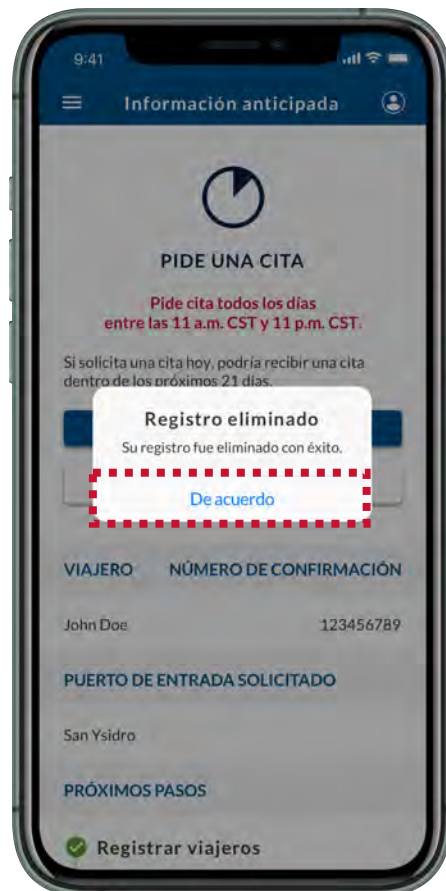 9:41
Información anticipada
PIDE UNA CITA
Pide cita todos los días
entre las 11 a.m. CST y 11 p.m. CST.
Si solicita una cita hoy, podría recibir una cita
dentro de los próximos 21 días.
Registro eliminado
Su registro fue eliminado con éxito.
De acuerdo
VIAJERO NÚMERO DE CONFIRMACIÓN
John Doe 123456789
PUERTO DE ENTRADA SOLICITADO
San Ysidro
PRÓXIMOS PASOS
Registrar viajeros